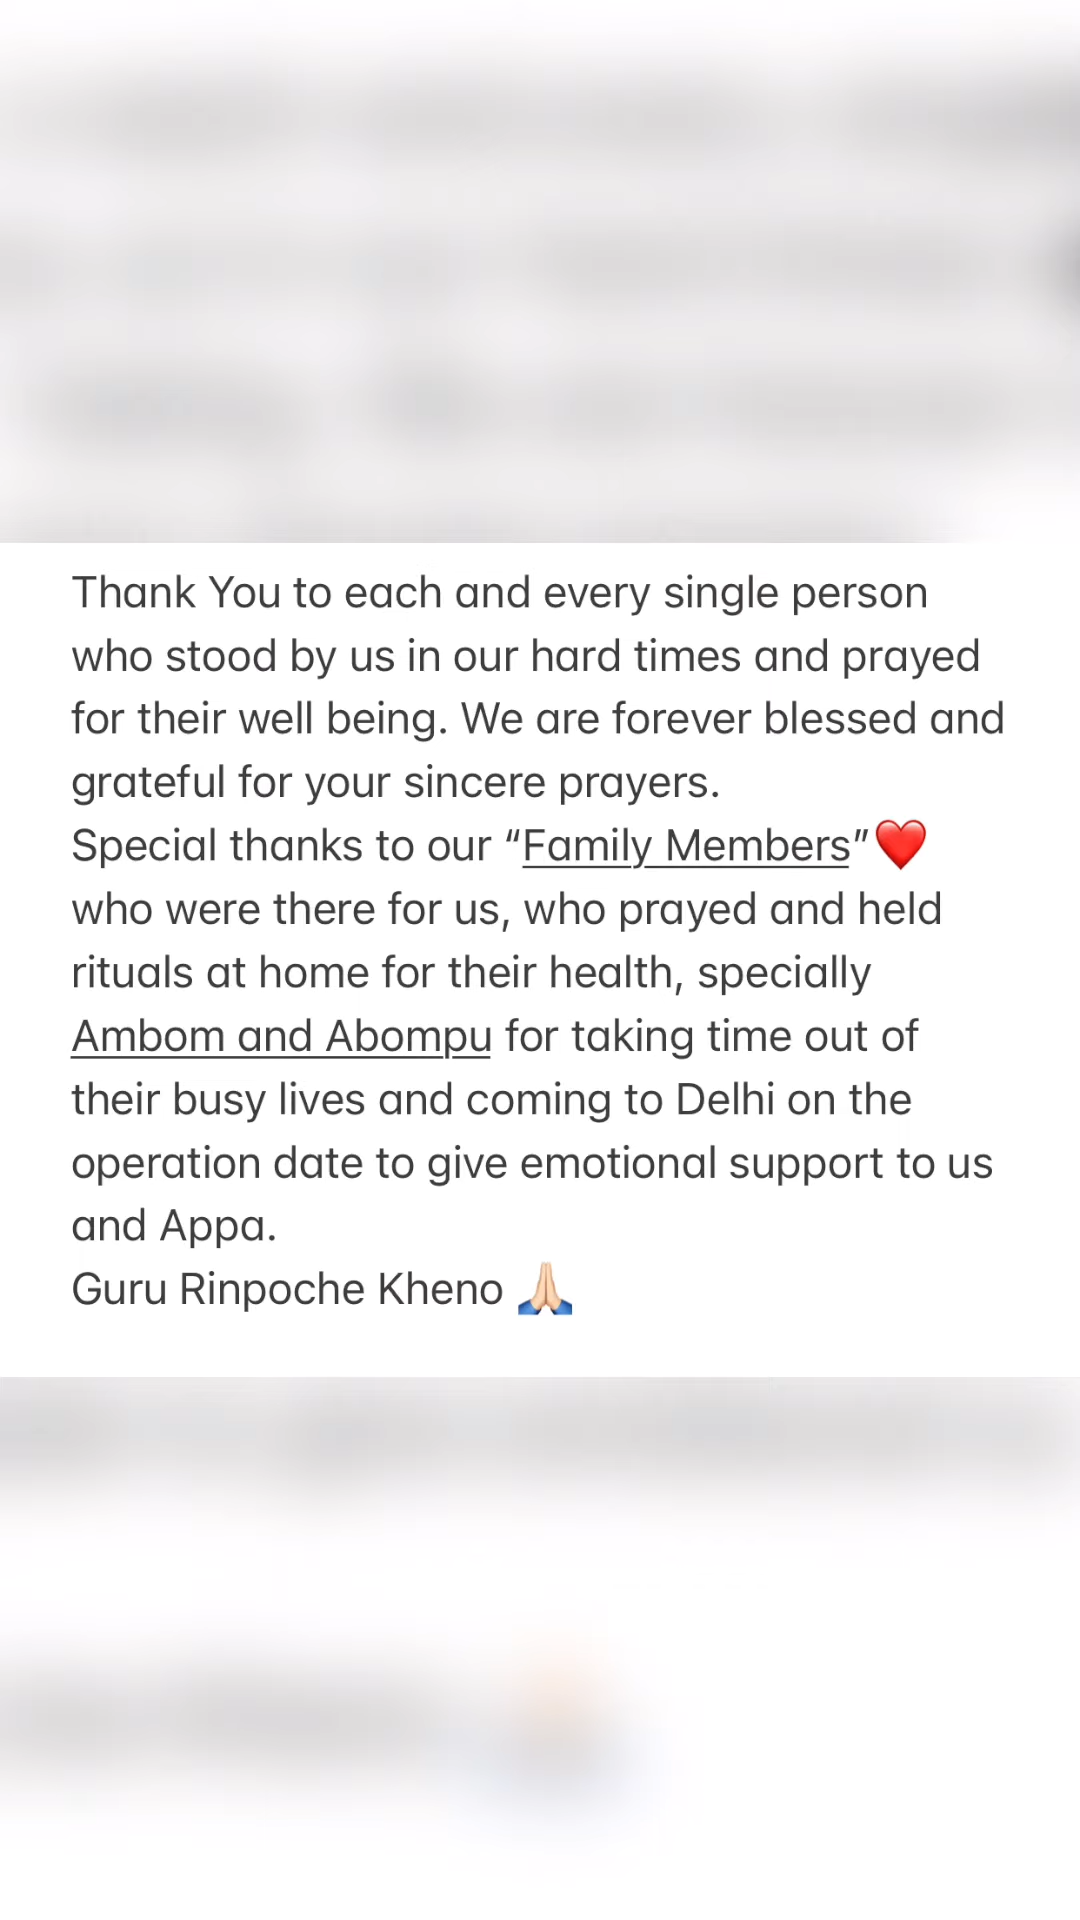 Thank You to each and every single person
who stood by us in our hard times and prayed
for their well being. We are forever blessed and
grateful for your sincere prayers.
Special thanks to our “Family Members”❤️
who were there for us, who prayed and held
rituals at home for their health, specially
Ambom and Abompu for taking time out of
their busy lives and coming to Delhi on the
operation date to give emotional support to us
and Appa.
Guru Rinpoche Kheno 🙏🏻